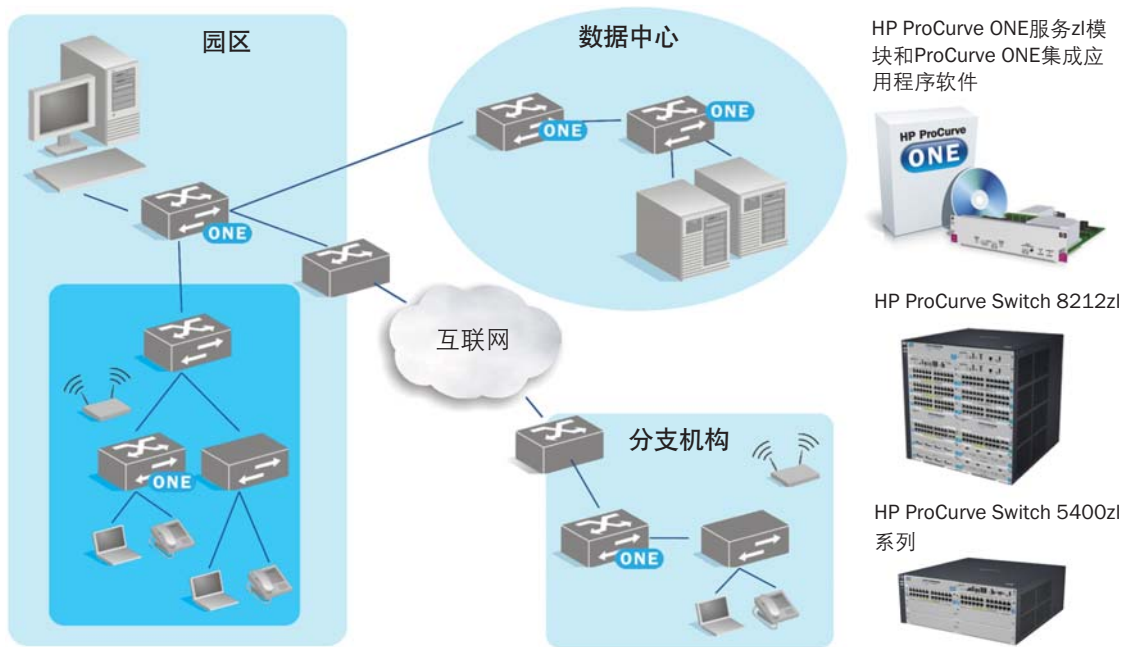 园区
数据中心
ONE
ONE
ONE
互联网
ONE
分支机构
ONE
HP ProCurve ONE服务zl模
块和ProCurve ONE集成应
用程序软件
HP ProCurve
ONE
HP ProCurve Switch 8212zl
HP ProCurve Switch 5400zl
系列